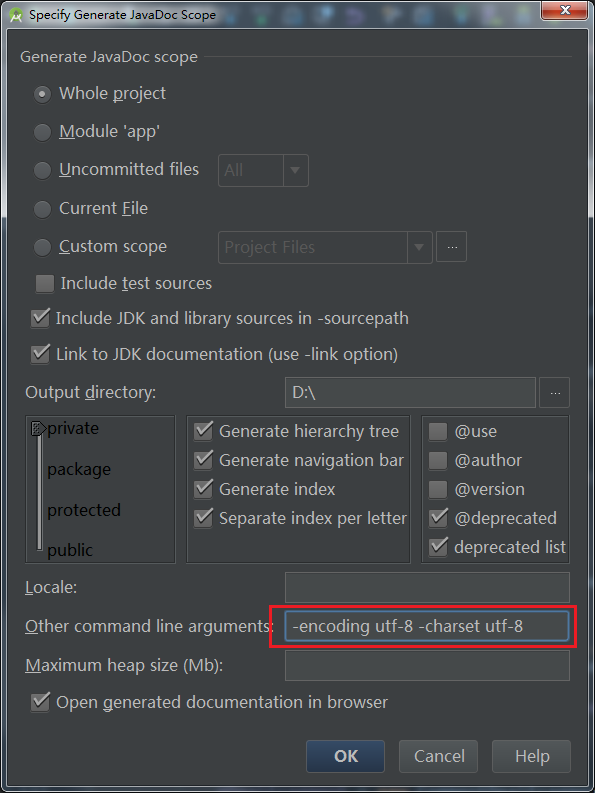 Specify Generate JavaDoc Scope
Generate JavaDoc scope
Whole project
Module 'app'
Uncommitted files
All
Current File
Custom scope
Project Files
...
Include test sources
Include JDK and library sources in -sourcepath
Link to JDK documentation (use -link option)
Output directory:
D:\
...
private
package
protected
public
Generate hierarchy tree
Generate navigation bar
Generate index
Separate index per letter
@use
@author
@version
@deprecated
deprecated list
Locale:
Other command line arguments:
-encoding utf-8 -charset utf-8
Maximum heap size (Mb):
Open generated documentation in browser
OK
Cancel
Help